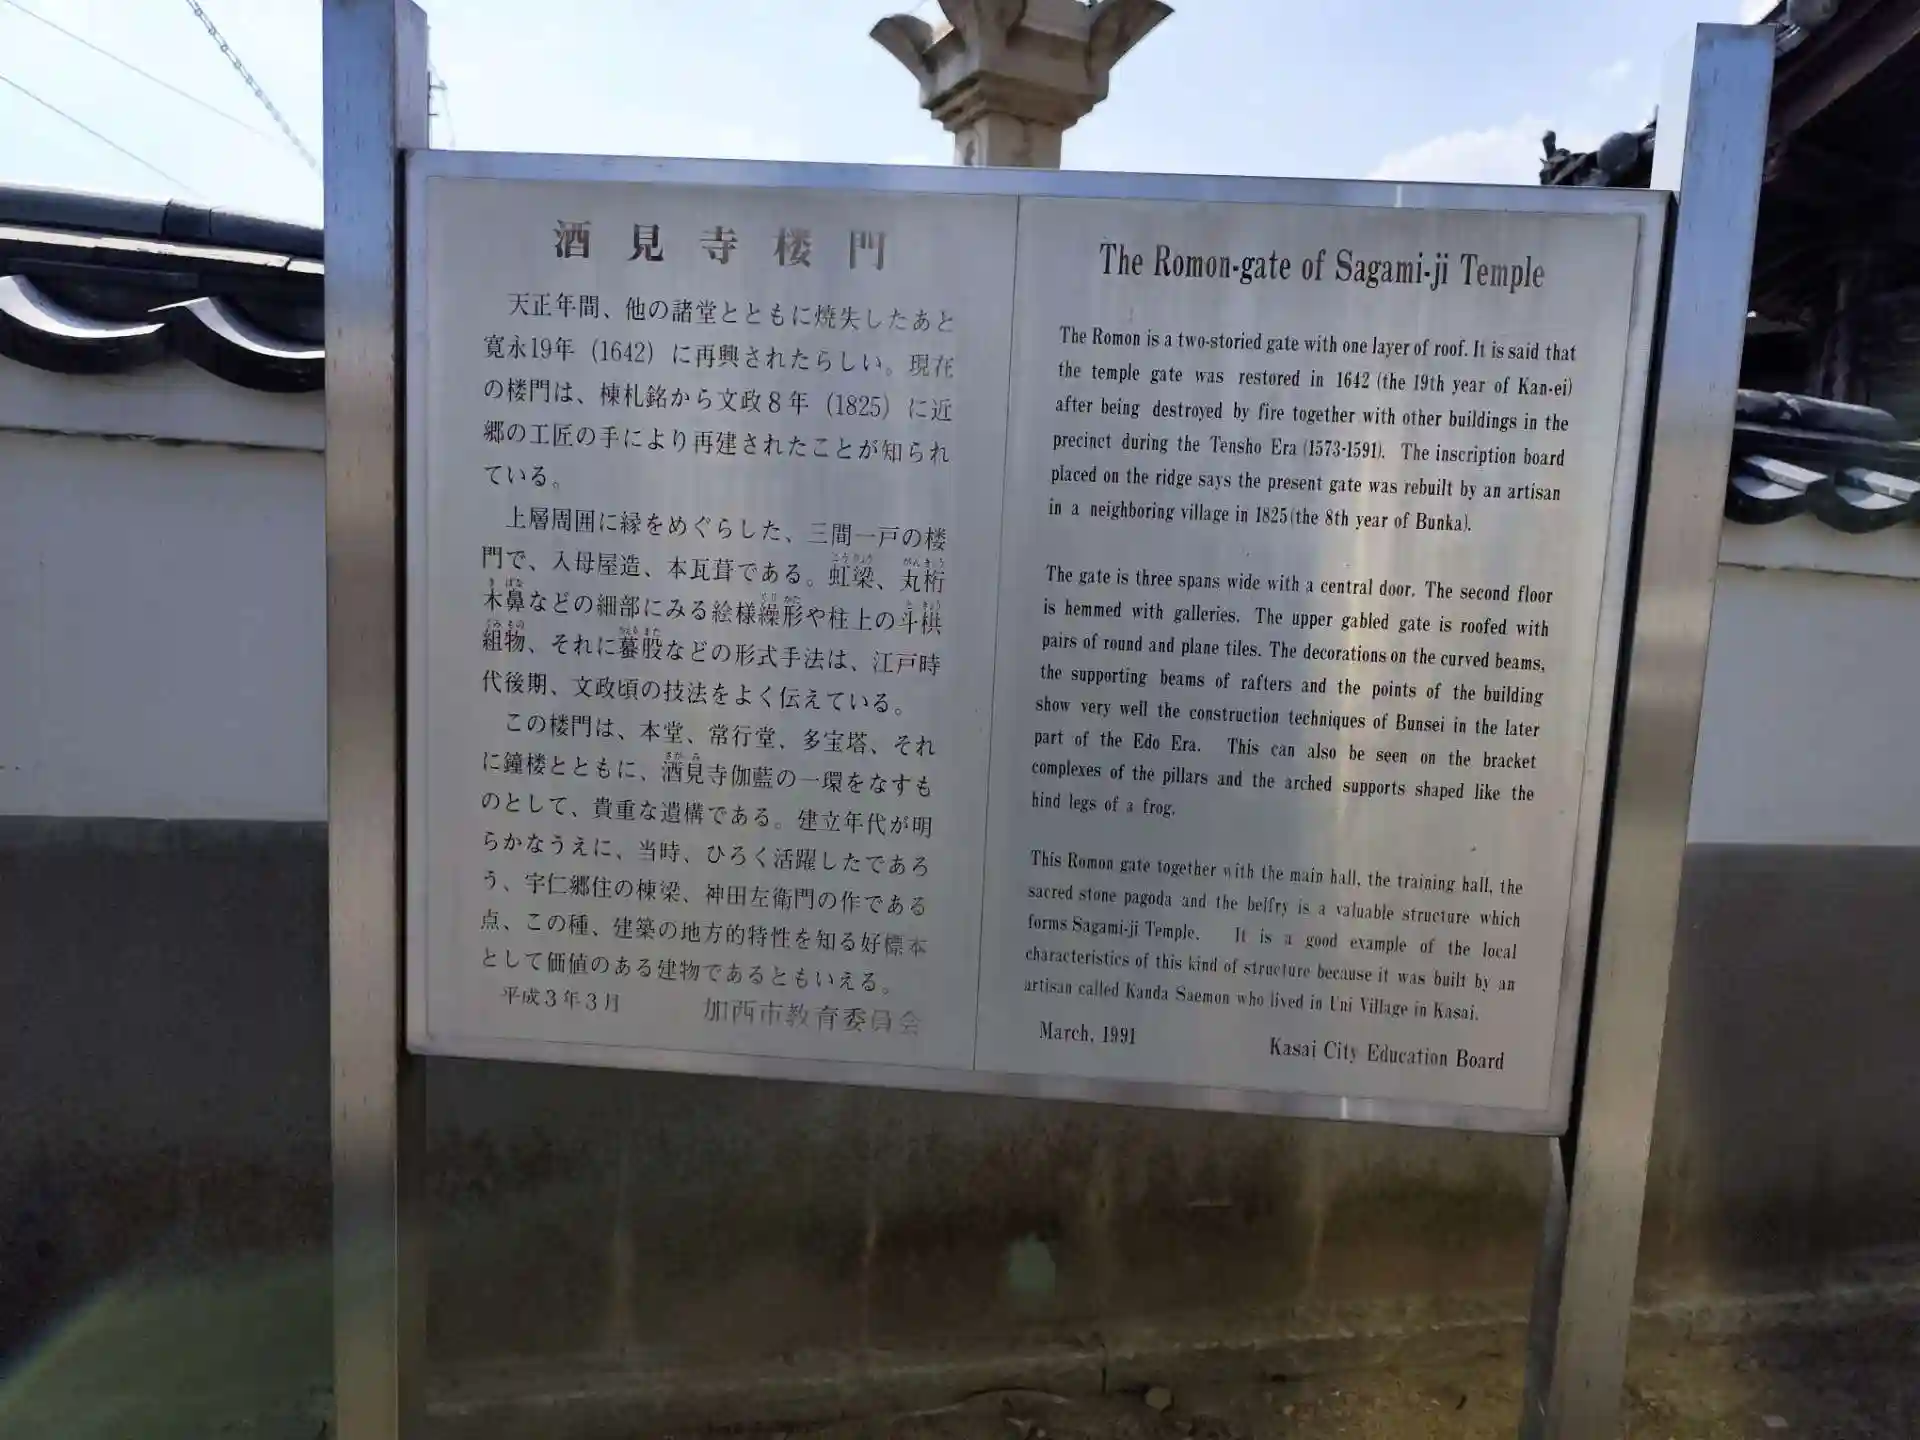 酒見寺楼門
天正年間、他の諸堂とともに焼失したあと
寛永19年（1642）に再興されたらしい。現在
の楼門は、棟札銘から文政８年（1825）に近
郷の工匠の手により再建されたことが知られ
ている。
上層周囲に縁をめぐらした、三間一戸の楼
門で、入母屋造、本瓦葺である。虹梁、丸桁
木鼻などの細部にみる絵様繰形や柱上の斗栱
組物、それに蟇股などの形式手法は、江戸時
代後期、文政頃の技法をよく伝えている。
この楼門は、本堂、常行堂、多宝塔、それ
に鐘楼とともに、酒見寺伽藍の一環をなすも
のとして、貴重な遺構である。建立年代が明
らかなうえに、当時、ひろく活躍したであろ
う、宇仁郷住の棟梁、神田左衛門の作である
点、この種、建築の地方的特性を知る好標本
として価値のある建物であるともいえる。
平成３年３月 加西市教育委員会
The Romon-gate of Sagami-ji Temple
The Romon is a two-storied gate with one layer of roof. It is said that
the temple gate was restored in 1642 (the 19th year of Kan-ei)
after being destroyed by fire together with other buildings in the
precinct during the Tensho Era (1573-1591). The inscription board
placed on the ridge says the present gate was rebuilt by an artisan
in a neighboring village in 1825 (the 8th year of Bunka).
The gate is three spans wide with a central door. The second floor
is hemmed with galleries. The upper gabled gate is roofed with
pairs of round and plane tiles. The decorations on the curved beams,
the supporting beams of rafters and the points of the building
show very well the construction techniques of Bunsei in the later
part of the Edo Era. This can also be seen on the bracket
complexes of the pillars and the arched supports shaped like the
hind legs of a frog.
This Romon gate together with the main hall, the training hall, the
sacred stone pagoda and the belfry is a valuable structure which
forms Sagami-ji Temple. It is a good example of the local
characteristics of this kind of structure because it was built by an
artisan called Kanda Saemon who lived in Uni Village in Kasai.
March, 1991 Kasai City Education Board